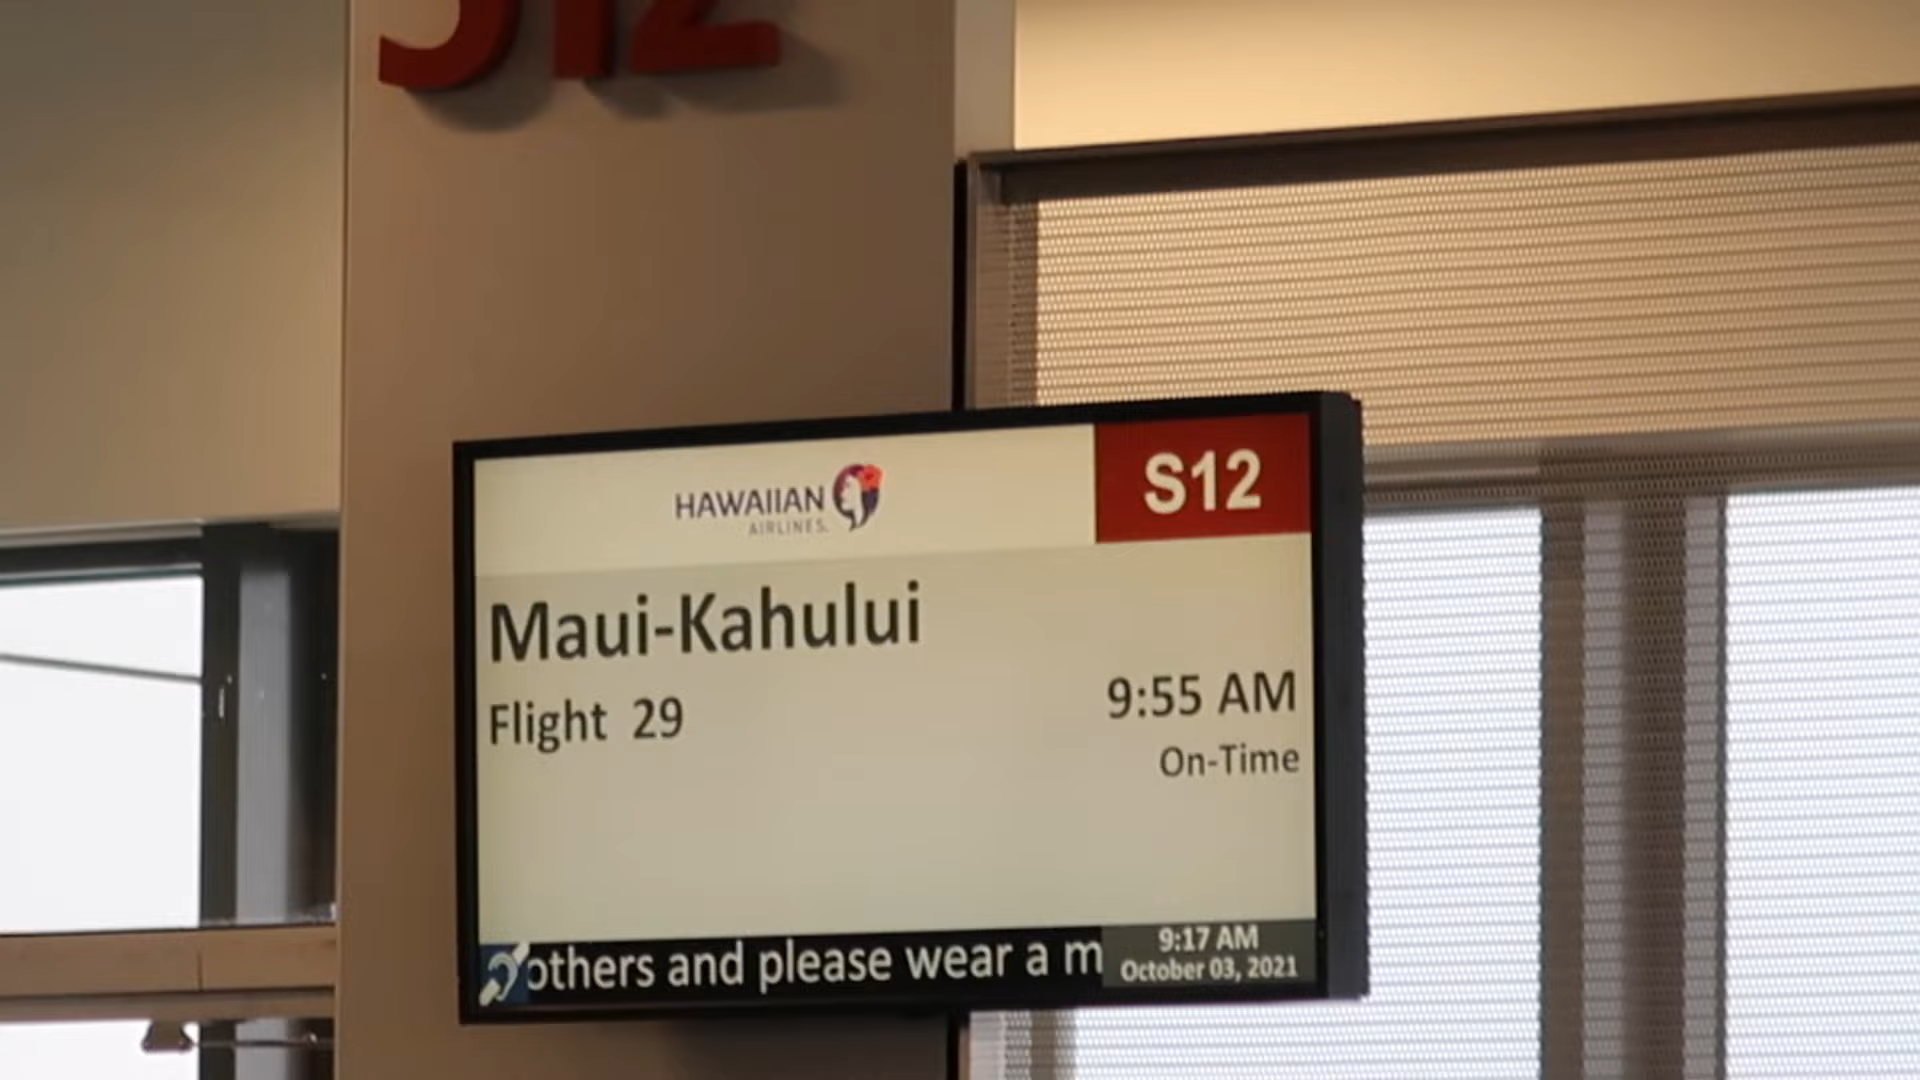 S12
HAWAIIAN
AIRLINES.
S12
Maui-Kahului
Flight 29
9:55 AM
On-Time
others and please wear a m
9:17 AM
October 03, 2021